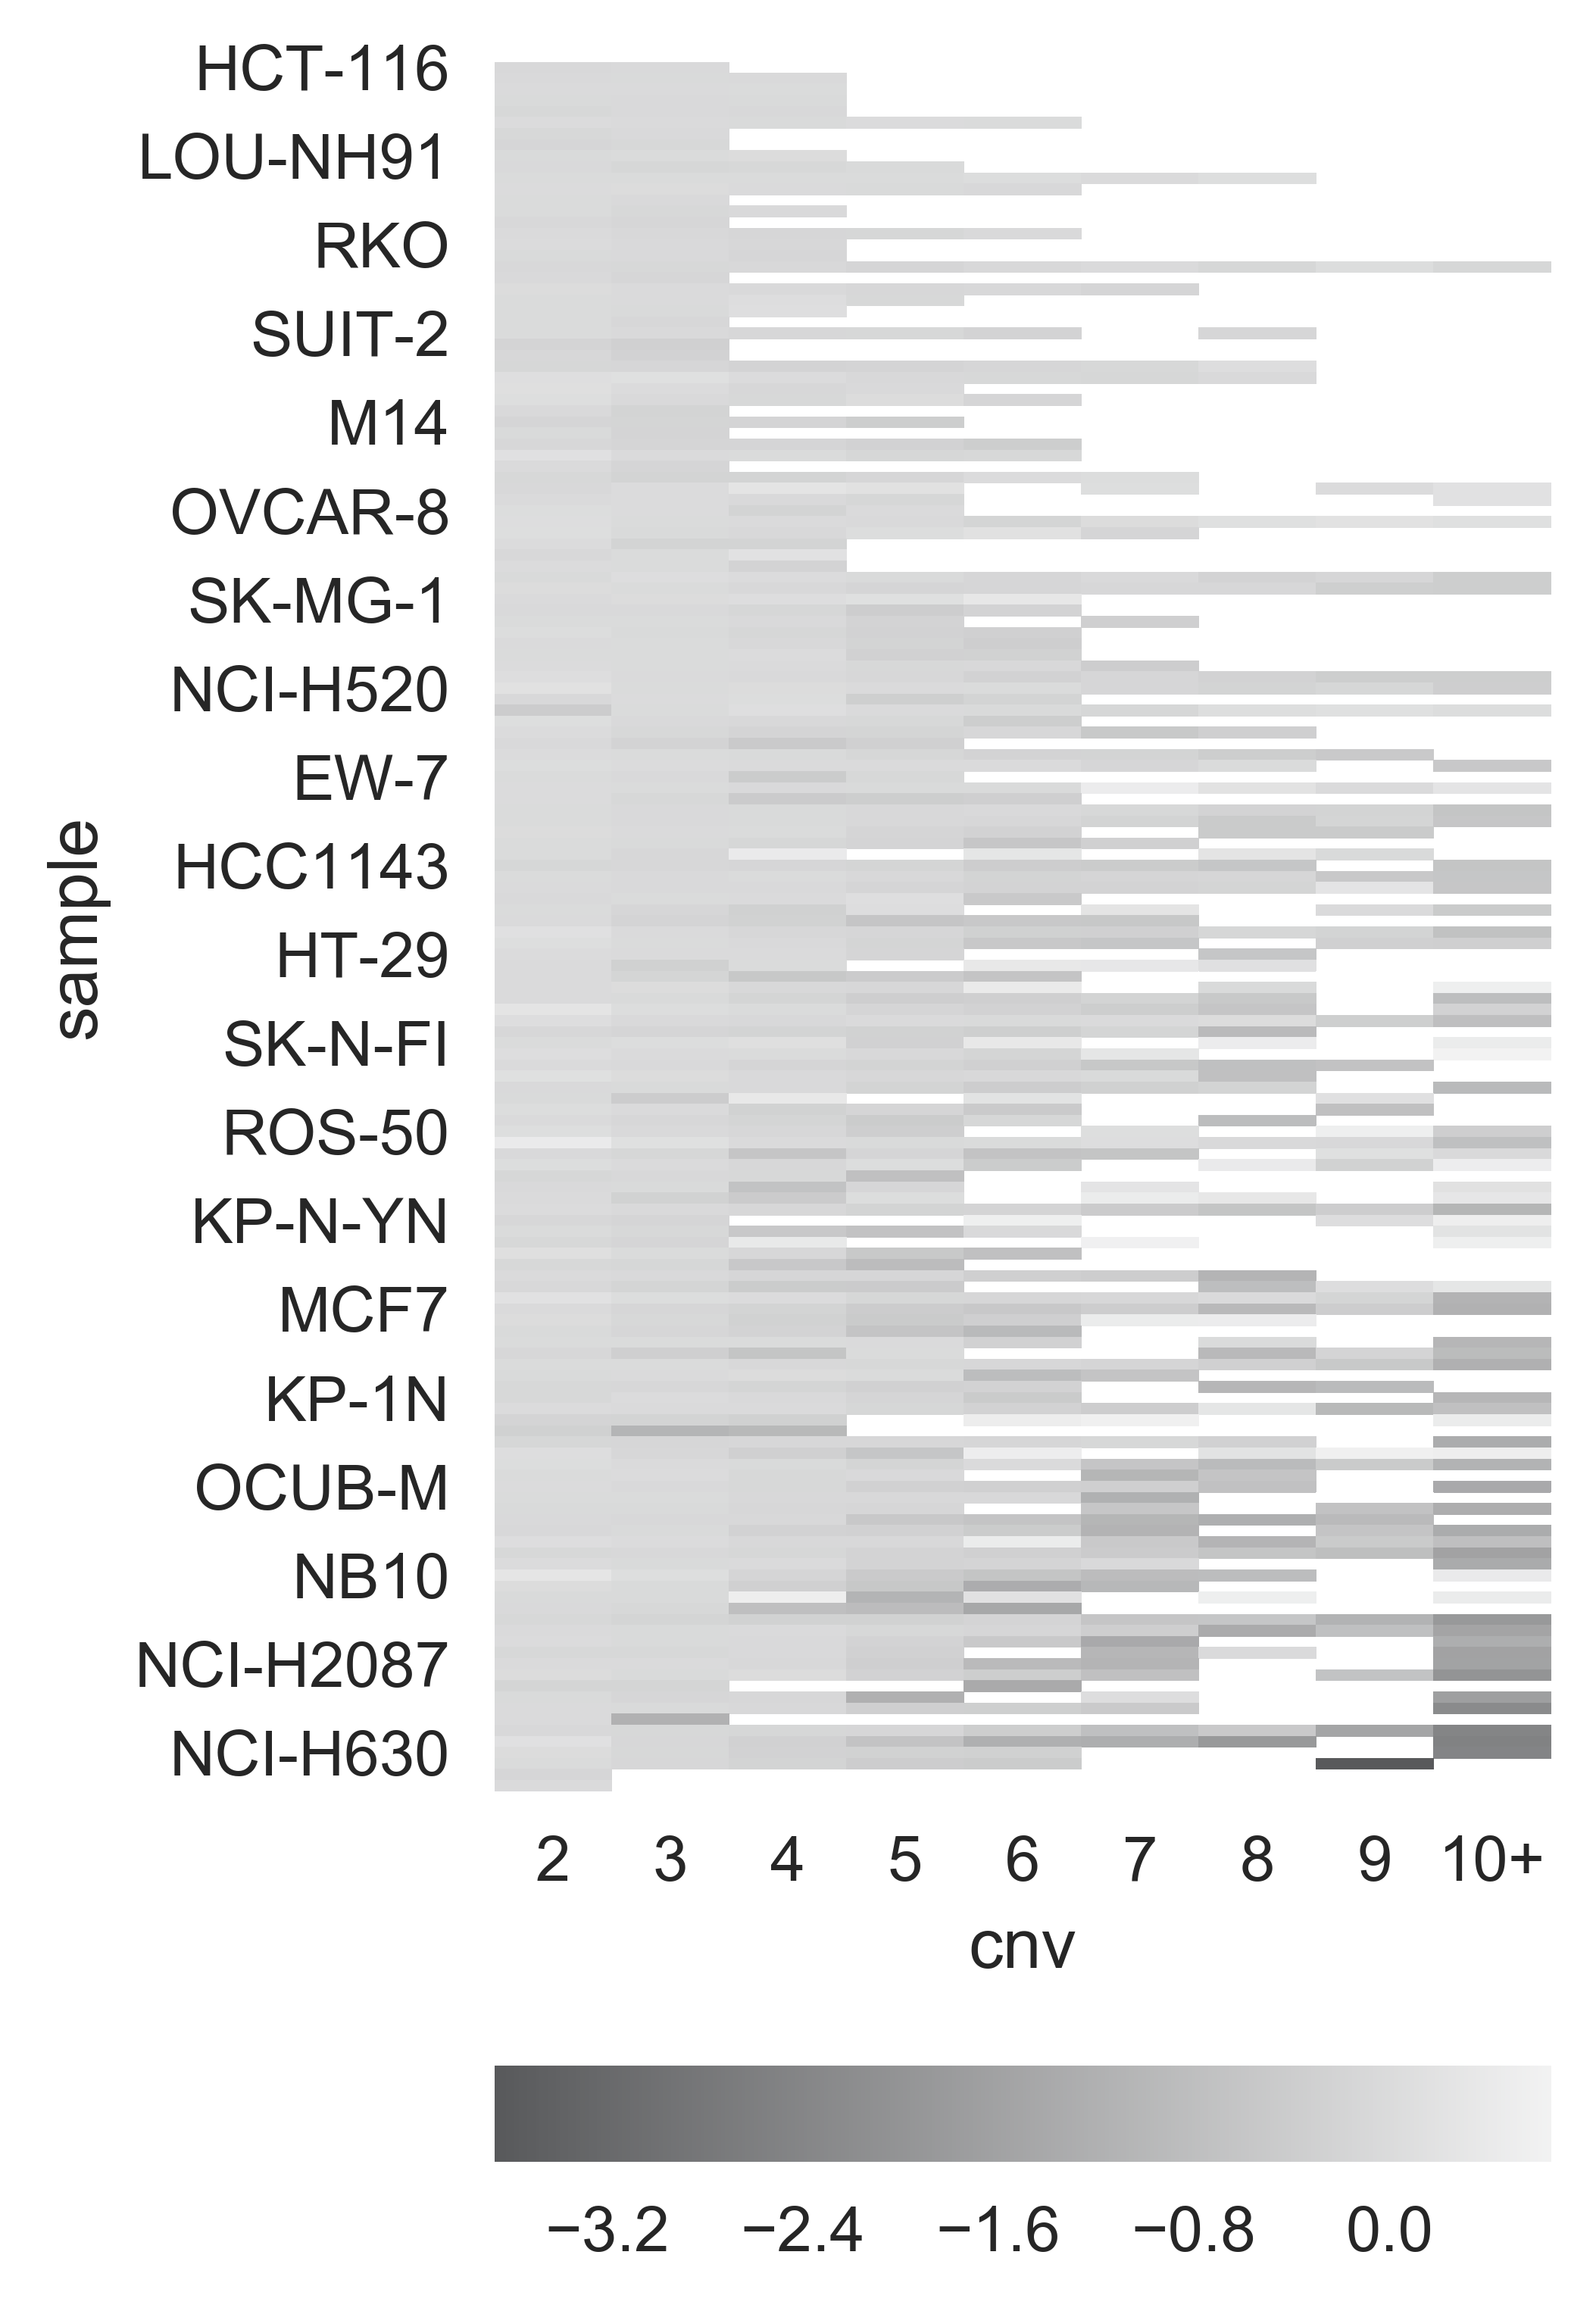 HCT-116
LOU-NH91
RKO
SUIT-2
M14
OVCAR-8
SK-MG-1
NCI-H520
EW-7
HCC1143
HT-29
SK-N-FI
ROS-50
KP-N-YN
MCF7
KP-1N
OCUB-M
NB10
NCI-H2087
NCI-H630
sample
2 3 4 5 6 7 8 9 10+
cnv
−3.2 −2.4 −1.6 −0.8 0.0